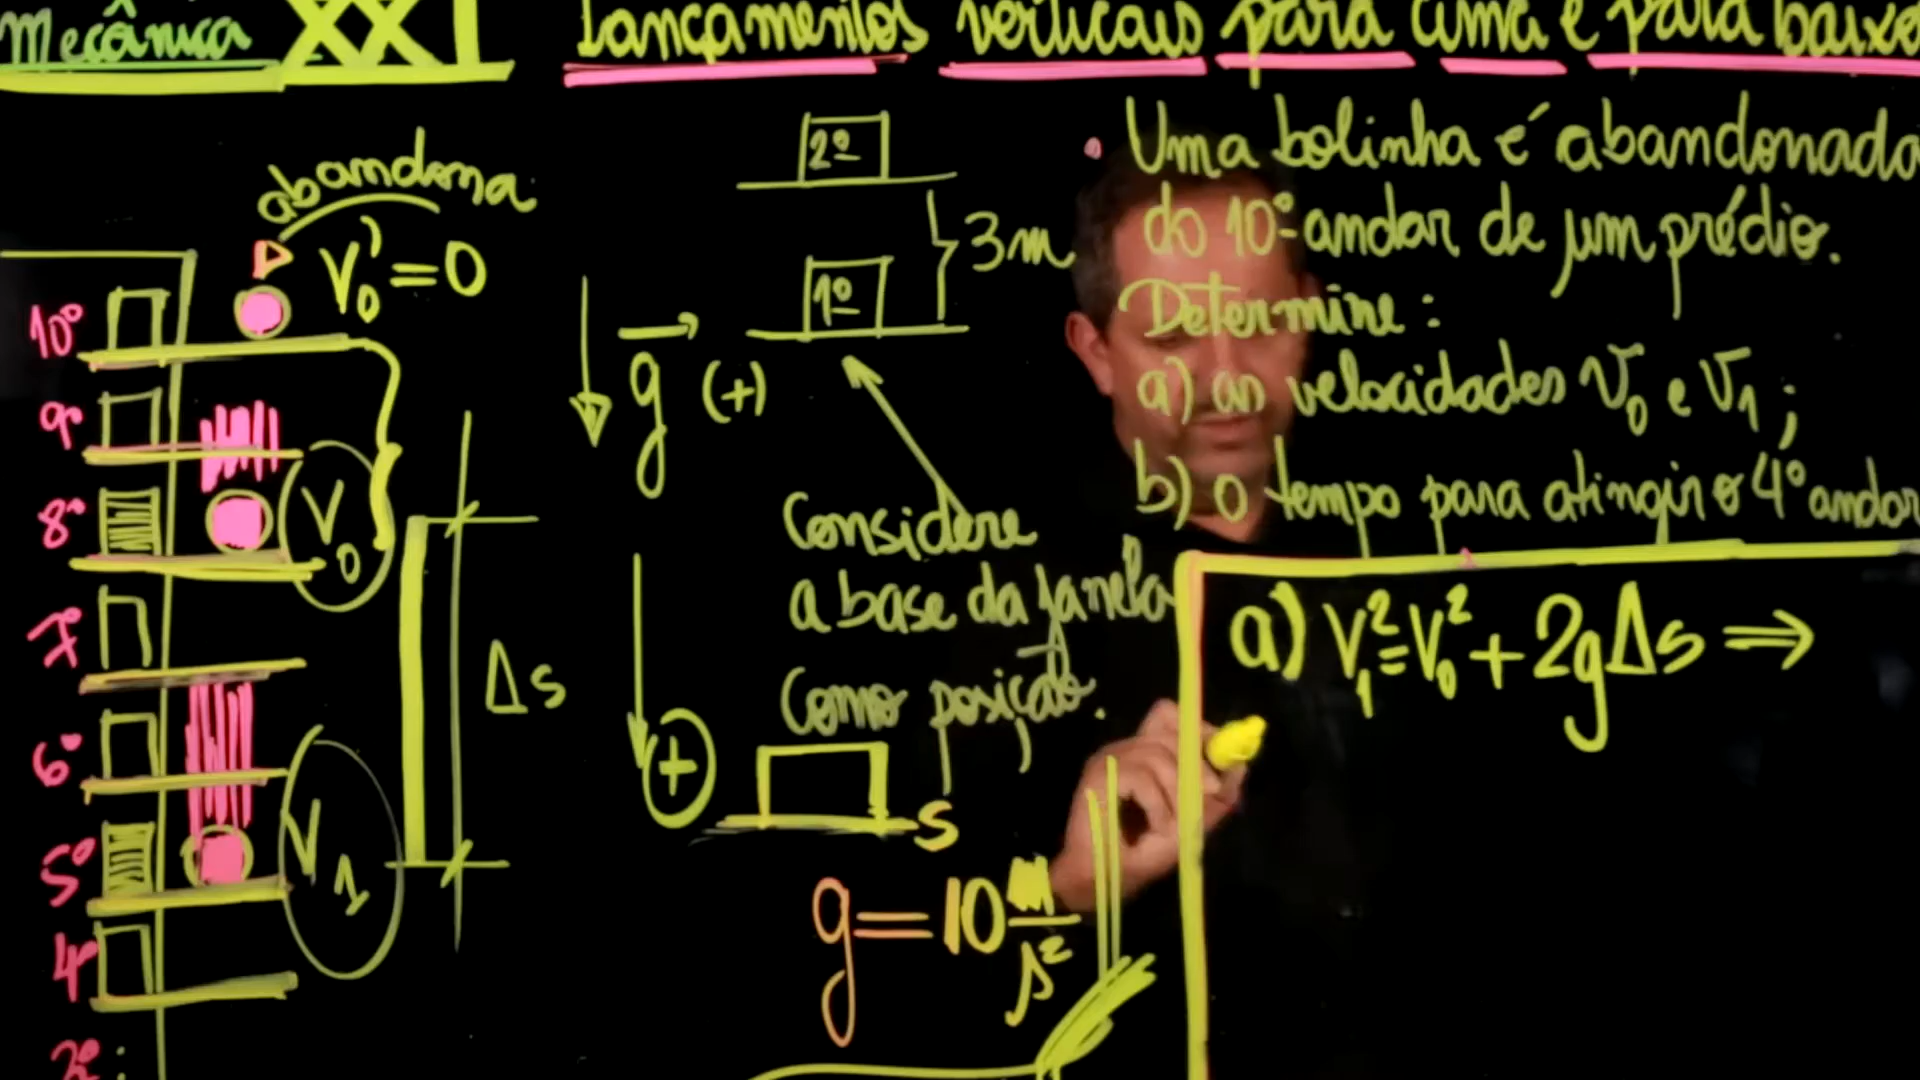 Mecânica XXI
Lançamentos verticais para cima e para baixo
abandona
V₀' = 0
10º
9º
8º
V₀
7º
6º
5º
V₁
4º
Δs
2º
1º
3m
g (+)
Considere
a base da janela
como posição.
+
s
g = 10 m/s²
• Uma bolinha é abandonada
do 10º andar de um prédio.
Determine:
a) as velocidades V₀ e V₁;
b) o tempo para atingir o 4º andar
a) V₁² = V₀² + 2gΔs ⇒